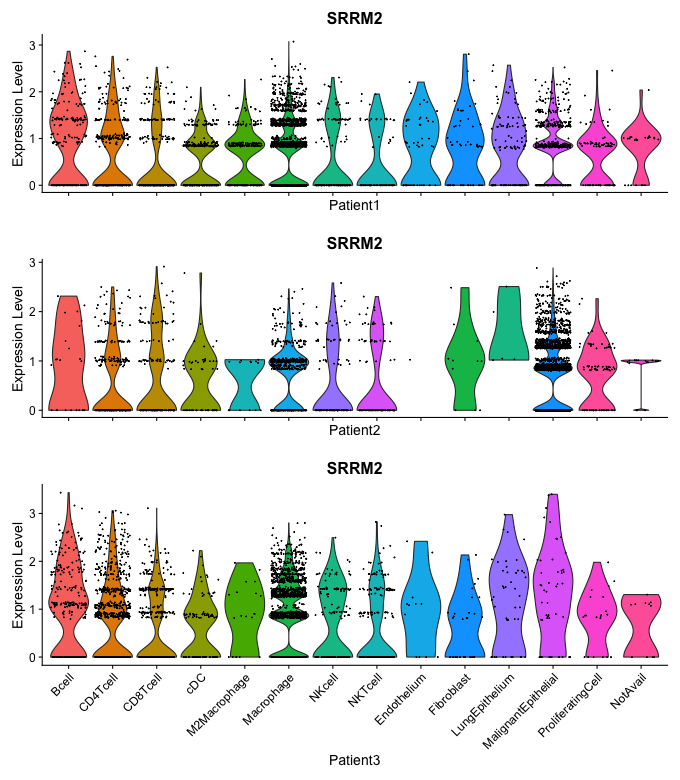 SRRM2
Expression Level
3
2
1
0
Patient1
SRRM2
Expression Level
3
2
1
0
Patient2
SRRM2
Expression Level
3
2
1
0
Bcell
CD4Tcell
CD8Tcell
cDC
M2Macrophage
Macrophage
NKcell
NKTcell
Endothelium
Fibroblast
LungEpithelium
MalignantEpithelial
ProliferatingCell
NotAvail
Patient3